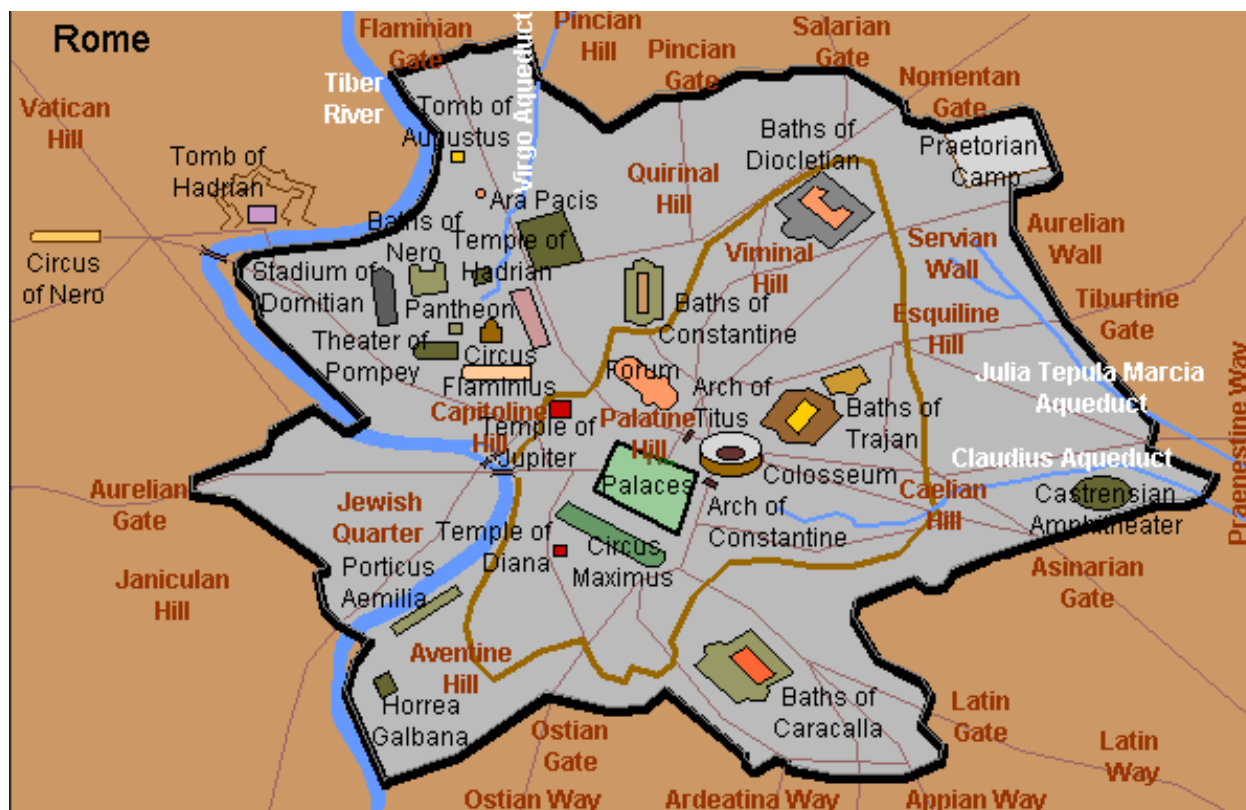 Rome
Flaminian
Gate
Pincian
Hill
Pincian
Gate
Salarian
Gate
Nomentan
Gate
Vatican
Hill
Tiber
River
Tomb of
Augustus
Virgo Aqueduct
Baths of
Diocletian
Praetorian
Camp
Tomb of
Hadrian
Ara Pacis
Quirinal
Hill
Aurelian
Wall
Servian
Wall
Circus
of Nero
Baths of
Nero
Temple of
Hadrian
Viminal
Hill
Stadium of
Domitian
Pantheon
Baths of
Constantine
Esquiline
Hill
Tiburtine
Gate
Theater of
Pompey
Circus
Flaminius
Forum
Arch of
Titus
Julia Tepula Marcia
Aqueduct
Praenestine Way
Capitoline
Hill
Temple of
Jupiter
Palatine
Hill
Baths of
Trajan
Colosseum
Claudius Aqueduct
Aurelian
Gate
Jewish
Quarter
Palaces
Arch of
Constantine
Caelian
Hill
Castrensian
Amphitheater
Temple of
Diana
Circus
Maximus
Janiculan
Hill
Porticus
Aemilia
Asinarian
Gate
Aventine
Hill
Horrea
Galbana
Baths of
Caracalla
Latin
Gate
Ostian
Gate
Latin
Way
Ostian Way
Ardeatina Way
Appian Way